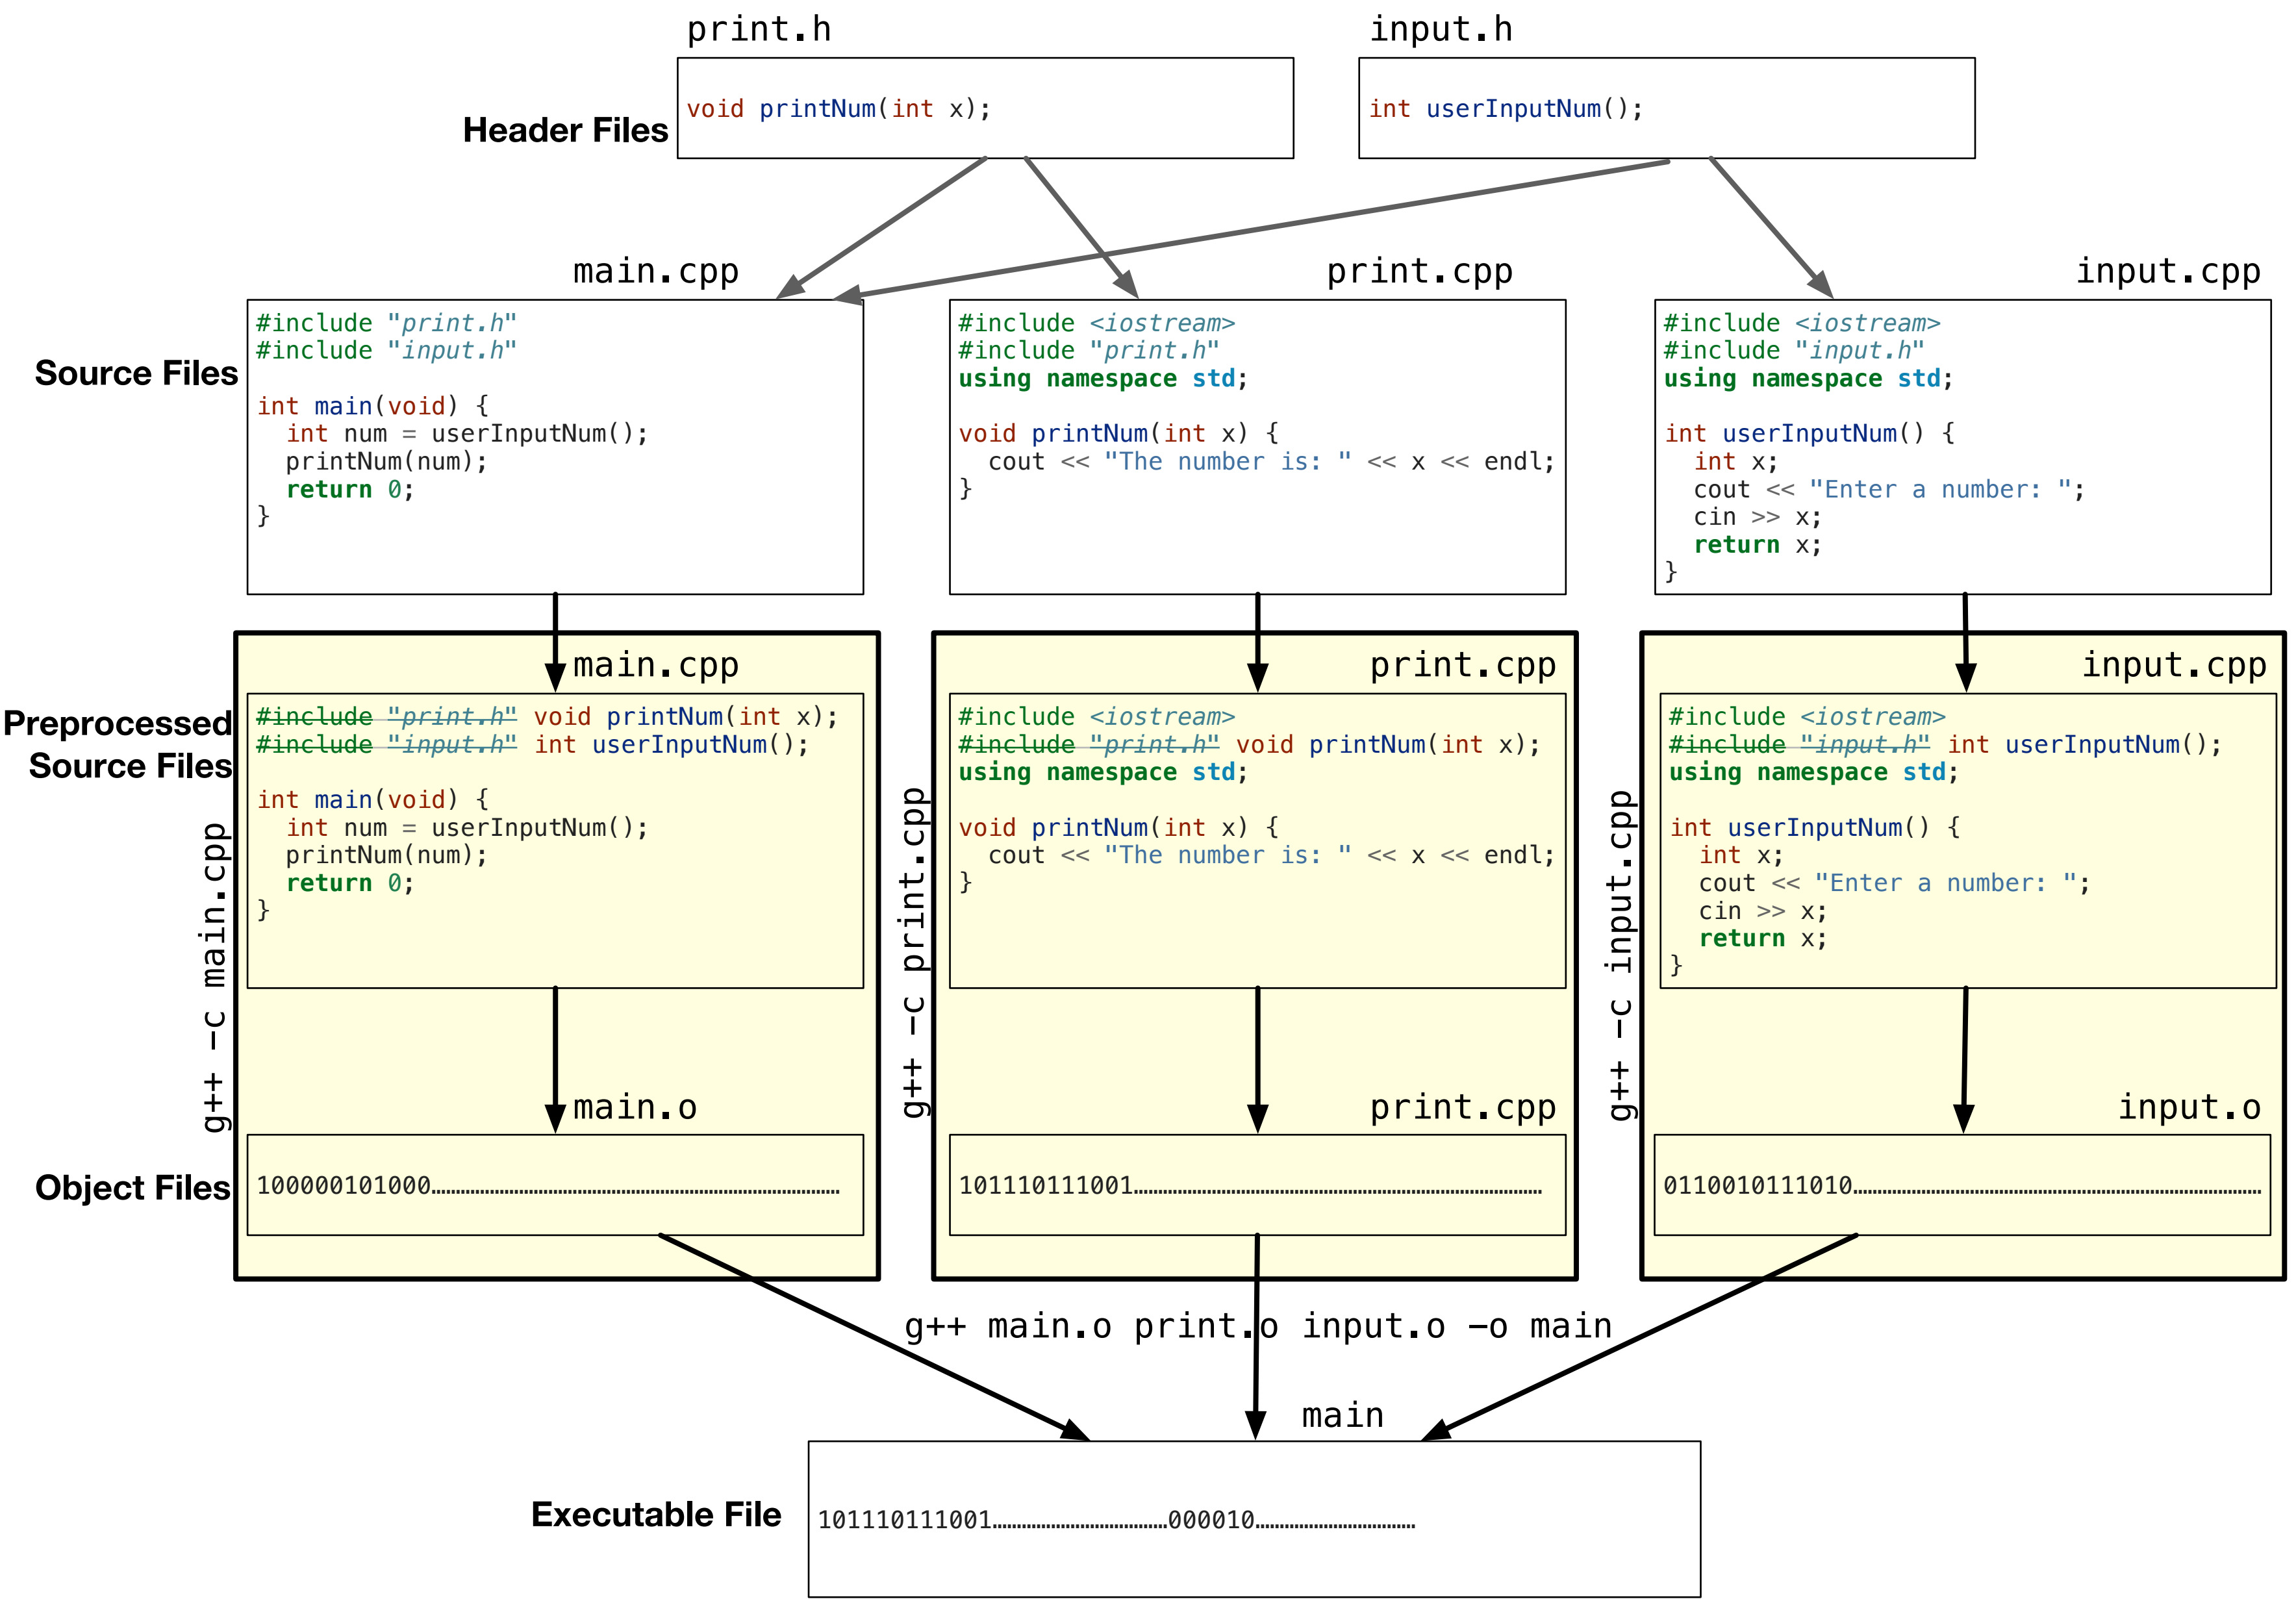 print.h
input.h
Header Files
void printNum(int x);
int userInputNum();
main.cpp
print.cpp
input.cpp
Source Files
#include "print.h"
#include "input.h"
int main(void) {
  int num = userInputNum();
  printNum(num);
  return 0;
}
#include <iostream>
#include "print.h"
using namespace std;
void printNum(int x) {
  cout << "The number is: " << x << endl;
}
#include <iostream>
#include "input.h"
using namespace std;
int userInputNum() {
  int x;
  cout << "Enter a number: ";
  cin >> x;
  return x;
}
Preprocessed
Source Files
g++ -c main.cpp
main.cpp
#include "print.h" void printNum(int x);
#include "input.h" int userInputNum();
int main(void) {
  int num = userInputNum();
  printNum(num);
  return 0;
}
g++ -c print.cpp
print.cpp
#include <iostream>
#include "print.h" void printNum(int x);
using namespace std;
void printNum(int x) {
  cout << "The number is: " << x << endl;
}
g++ -c input.cpp
input.cpp
#include <iostream>
#include "input.h" int userInputNum();
using namespace std;
int userInputNum() {
  int x;
  cout << "Enter a number: ";
  cin >> x;
  return x;
}
Object Files
main.o
100000101000……………………………………………………………
print.cpp
101110111001……………………………………………………………
input.o
0110010111010……………………………………………………………
g++ main.o print.o input.o -o main
main
Executable File
101110111001…………………………000010………………………